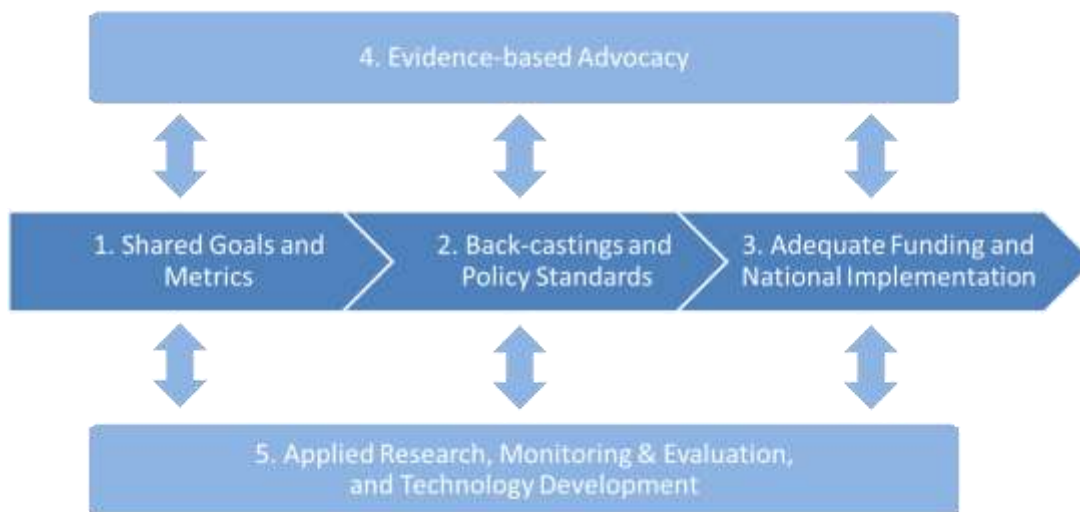 4. Evidence-based Advocacy
1. Shared Goals and
Metrics
2. Back-castings and
Policy Standards
3. Adequate Funding and
National Implementation
5. Applied Research, Monitoring & Evaluation,
and Technology Development